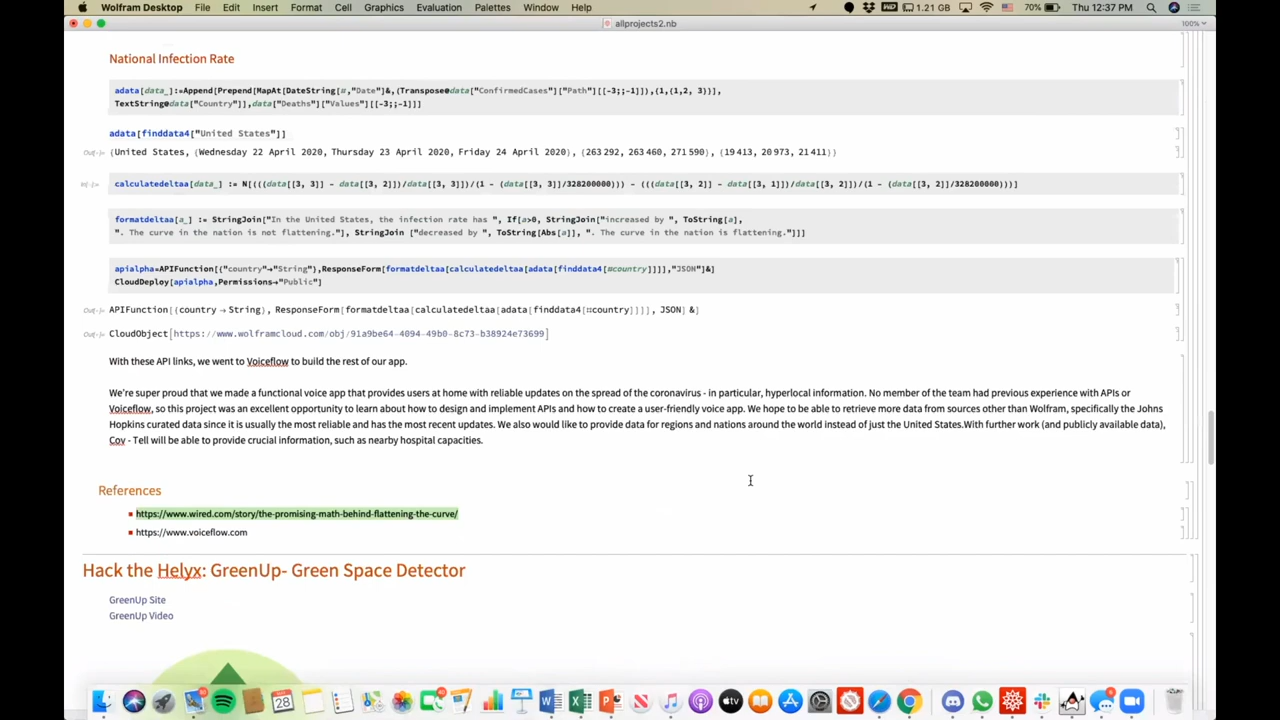 Wolfram Desktop File Edit Insert Format Cell Graphics Evaluation Palettes Window Help 1.21 GB 70% Thu 12:37 PM
allprojects2.nb 100%
National Infection Rate
adata[data_]:=Append[Prepend[MapAt[DateString[#,"Date"]&,(Transpose@data["ConfirmedCases"]["Path"][[-3;;-1]]),(1,(1,2, 3))],
TextString@data["Country"]],data["Deaths"]["Values"][[-3;;-1]]]
adata[finddata4["United States"]]
Out[-]= {United States, {Wednesday 22 April 2020, Thursday 23 April 2020, Friday 24 April 2020}, {263 292, 263 460, 271 590}, {19 413, 20 973, 21 411}}
In[-]:= calculatedeltaa[data_] := N[(((data[[3, 3]] - data[[3, 2]])/data[[3, 3]])/(1 - (data[[3, 3]]/328200000))) - (((data[[3, 2]] - data[[3, 1]])/data[[3, 2]])/(1 - (data[[3, 2]]/328200000)))]
formatdeltaa[a_] := StringJoin["In the United States, the infection rate has ", If[a>0, StringJoin["increased by ", ToString[a],
". The curve in the nation is not flattening."], StringJoin ["decreased by ", ToString[Abs[a]], ". The curve in the nation is flattening."]]]
apialpha=APIFunction[{"country"→"String"},ResponseForm[formatdeltaa[calculatedeltaa[adata[finddata4[#country]]]],"JSON"]&]
CloudDeploy[apialpha,Permissions→"Public"]
Out[-]= APIFunction[{country → String}, ResponseForm[formatdeltaa[calculatedeltaa[adata[finddata4[#country]]]], JSON] &]
Out[-]= CloudObject[https://www.wolframcloud.com/obj/91a9be64-4094-49b0-8c73-b38924e73699]
With these API links, we went to Voiceflow to build the rest of our app.
We're super proud that we made a functional voice app that provides users at home with reliable updates on the spread of the coronavirus - in particular, hyperlocal information. No member of the team had previous experience with APIs or
Voiceflow, so this project was an excellent opportunity to learn about how to design and implement APIs and how to create a user-friendly voice app. We hope to be able to retrieve more data from sources other than Wolfram, specifically the Johns
Hopkins curated data since it is usually the most reliable and has the most recent updates. We also would like to provide data for regions and nations around the world instead of just the United States.With further work (and publicly available data),
Cov - Tell will be able to provide crucial information, such as nearby hospital capacities.
References
https://www.wired.com/story/the-promising-math-behind-flattening-the-curve/
https://www.voiceflow.com
Hack the Helyx: GreenUp- Green Space Detector
GreenUp Site
GreenUp Video